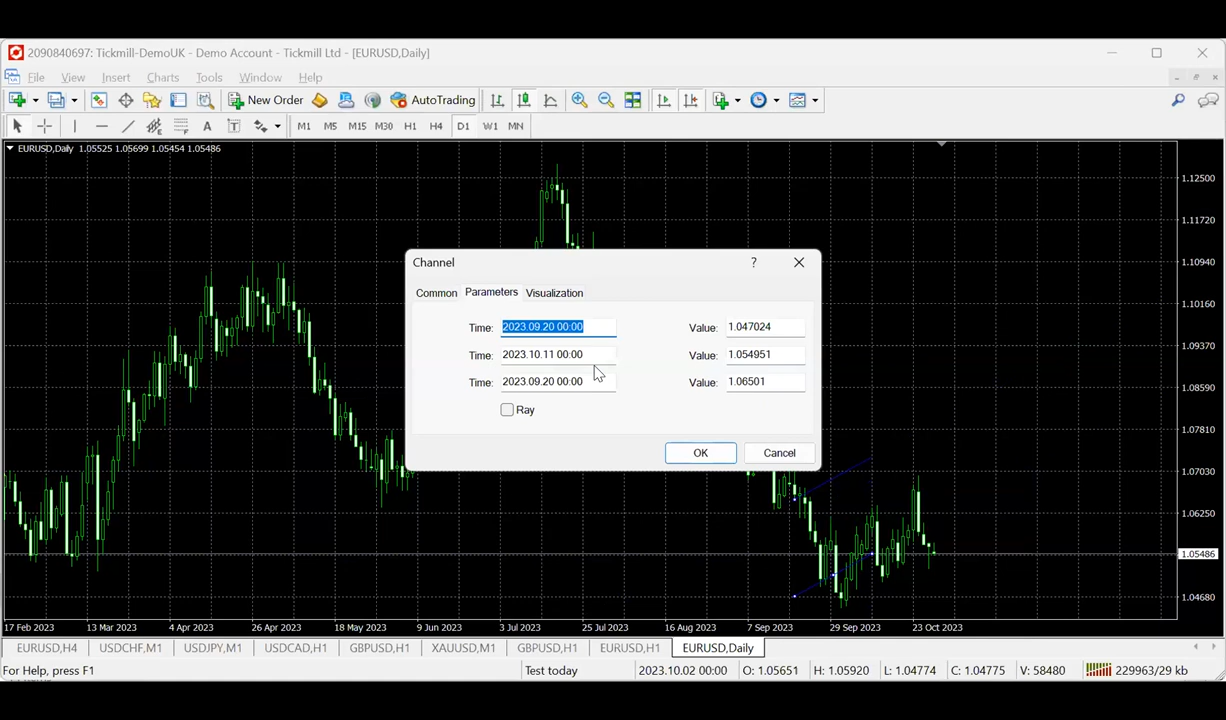 2090840697: Tickmill-DemoUK - Demo Account - Tickmill Ltd - [EURUSD,Daily]
File View Insert Charts Tools Window Help
New Order AutoTrading
A T M1 M5 M15 M30 H1 H4 D1 W1 MN
EURUSD,Daily 1.05525 1.05699 1.05454 1.05486
1.12500
1.11720
1.10940
1.10160
1.09370
1.08590
1.07810
1.07030
1.06250
1.05486
1.04680
Channel ?
Common Parameters Visualization
Time: 2023.09.20 00:00 Value: 1.047024
Time: 2023.10.11 00:00 Value: 1.054951
Time: 2023.09.20 00:00 Value: 1.06501
Ray
OK Cancel
17 Feb 2023 13 Mar 2023 4 Apr 2023 26 Apr 2023 18 May 2023 9 Jun 2023 3 Jul 2023 25 Jul 2023 16 Aug 2023 7 Sep 2023 29 Sep 2023 23 Oct 2023
EURUSD,H4 USDCHF,M1 USDJPY,M1 USDCAD,H1 GBPUSD,H1 XAUUSD,M1 GBPUSD,H1 EURUSD,H1 EURUSD,Daily
For Help, press F1 Test today 2023.10.02 00:00 O: 1.05651 H: 1.05920 L: 1.04774 C: 1.04775 V: 58480 229963/29 kb